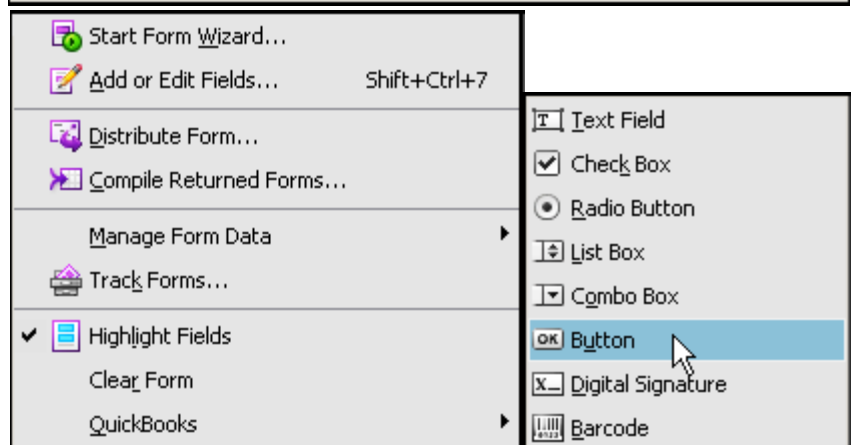 Start Form Wizard...
Add or Edit Fields... Shift+Ctrl+7
Distribute Form...
Compile Returned Forms...
Manage Form Data
Track Forms...
Highlight Fields
Clear Form
QuickBooks
Text Field
Check Box
Radio Button
List Box
Combo Box
OK Button
Digital Signature
Barcode